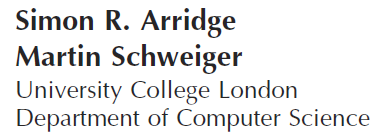 Simon R. Arridge
Martin Schweiger
University College London
Department of Computer Science